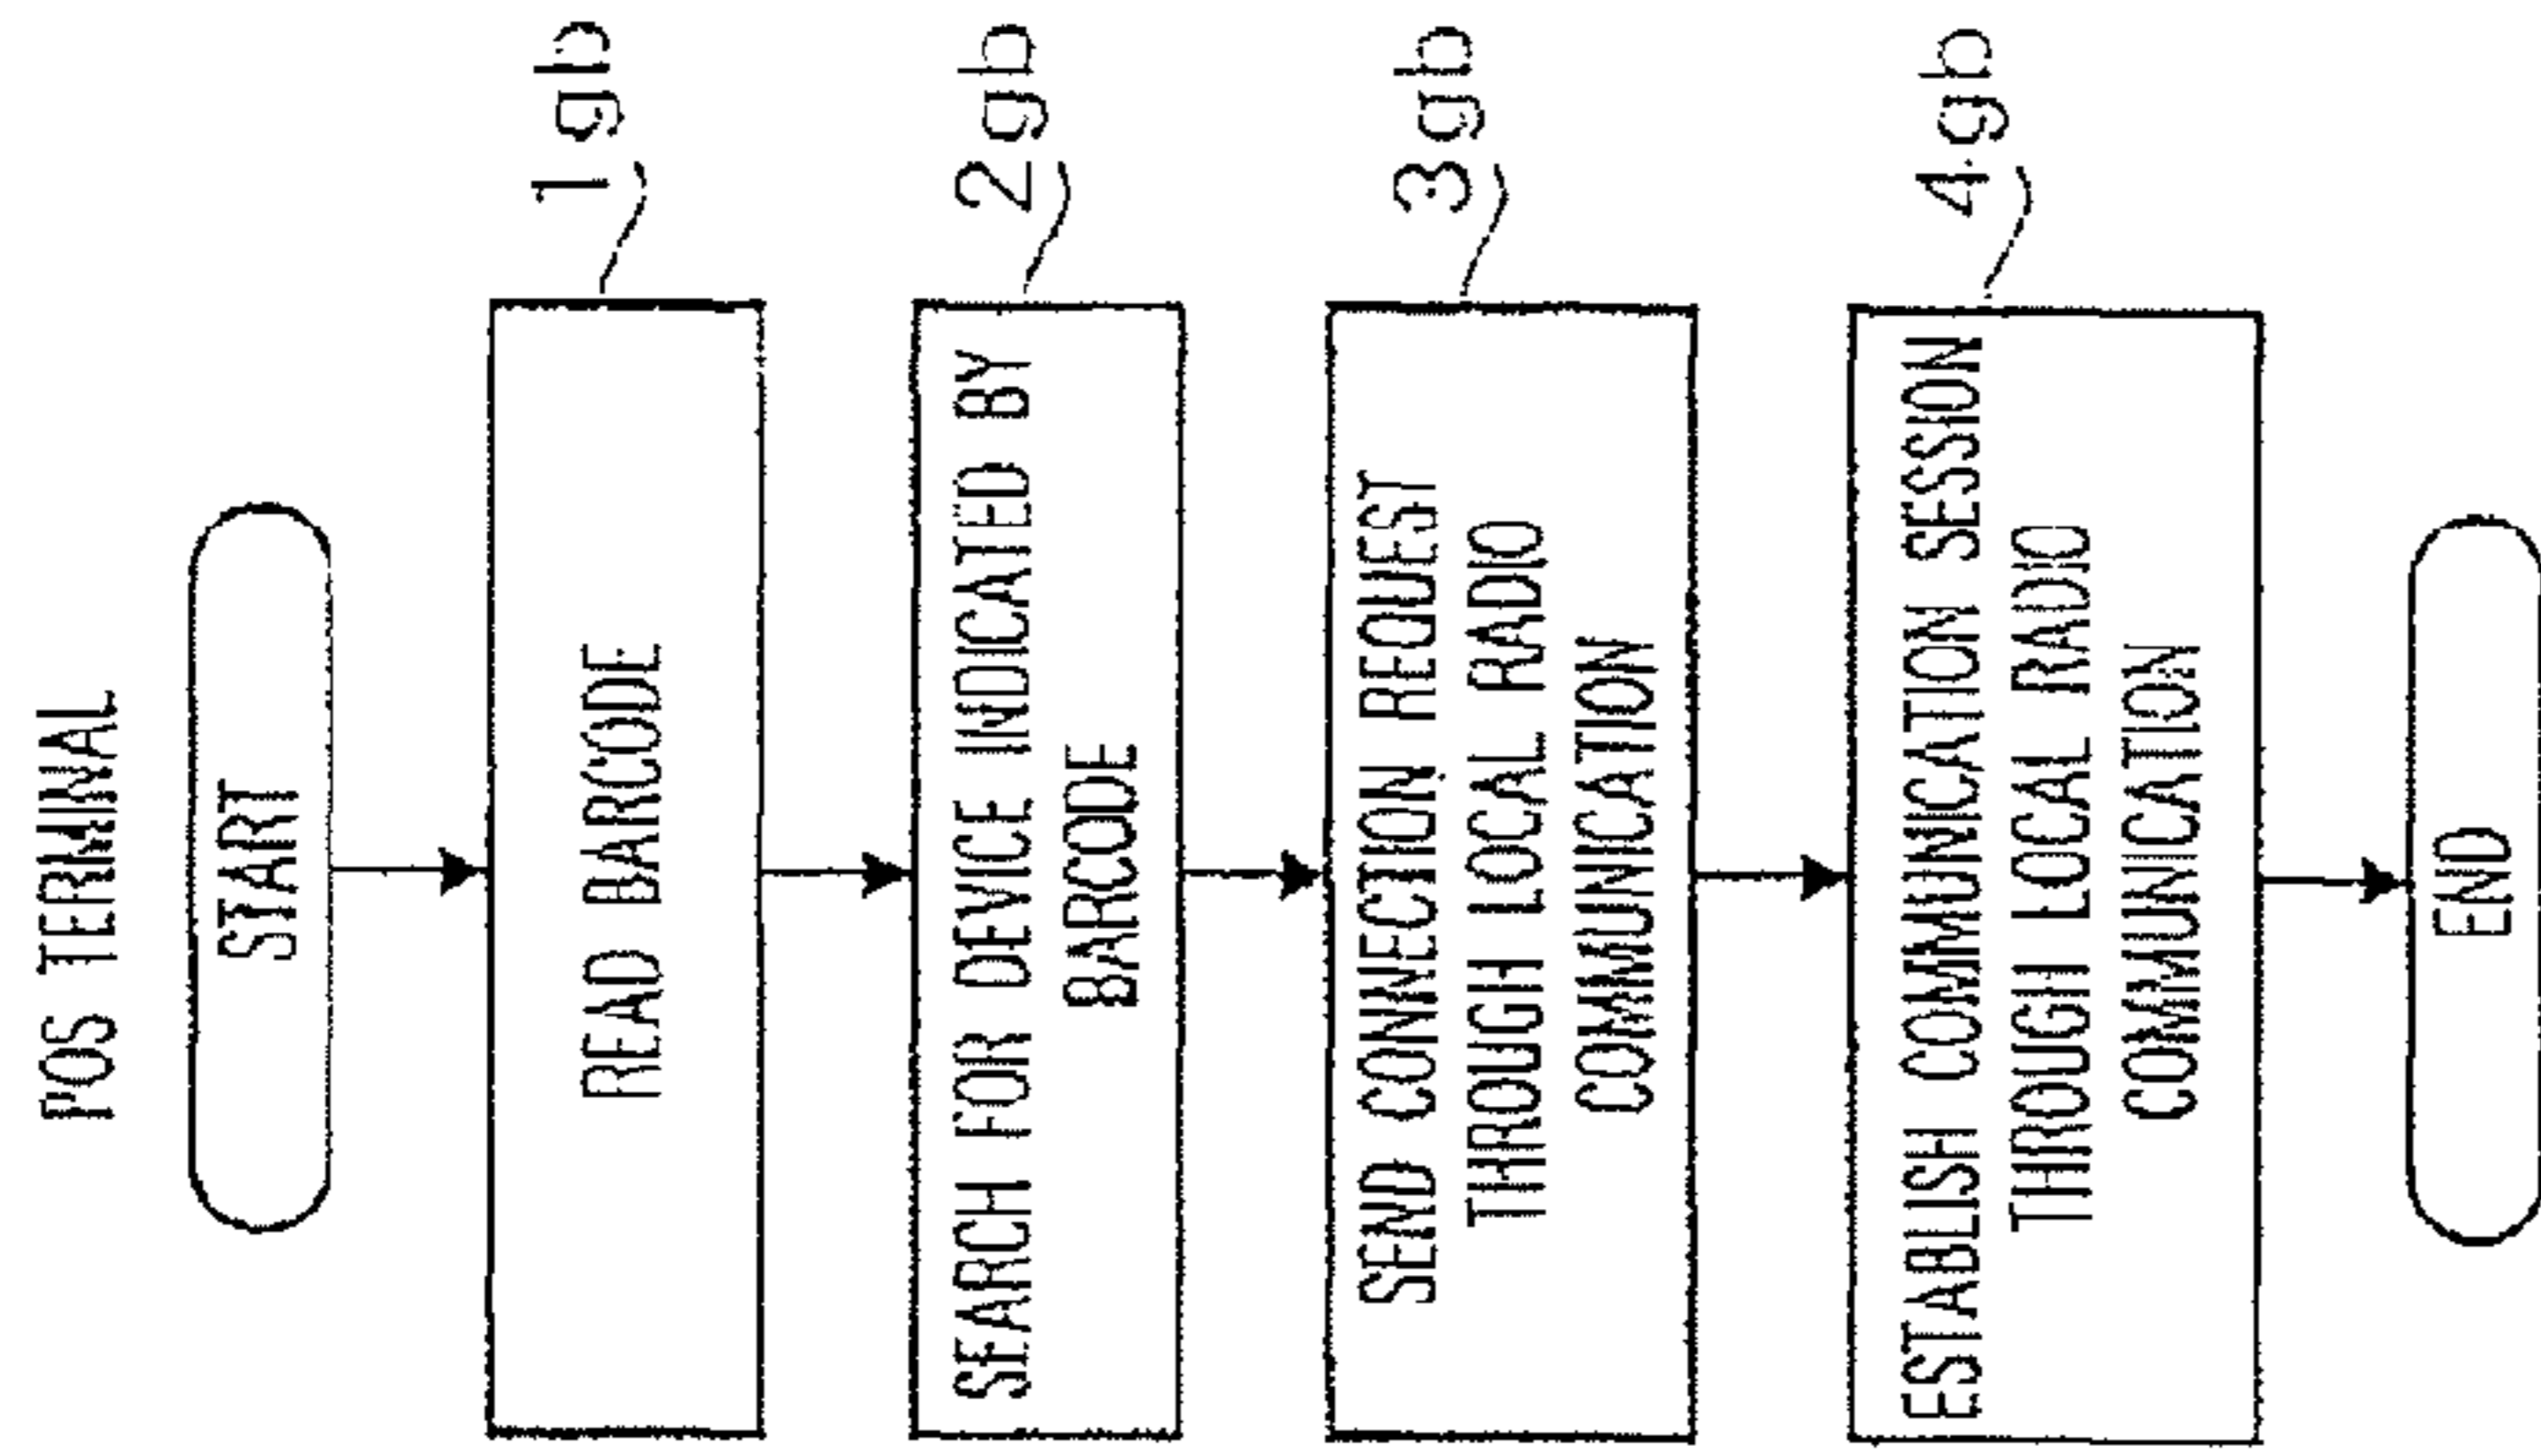 POS TERMINAL
START
READ BARCODE
1gb
SEARCH FOR DEVICE INDICATED BY
BARCODE
2gb
SEND CONNECTION REQUEST
THROUGH LOCAL RADIO
COMMUNICATION
3gb
ESTABLISH COMMUNICATION SESSION
THROUGH LOCAL RADIO
COMMUNICATION
4gb
END